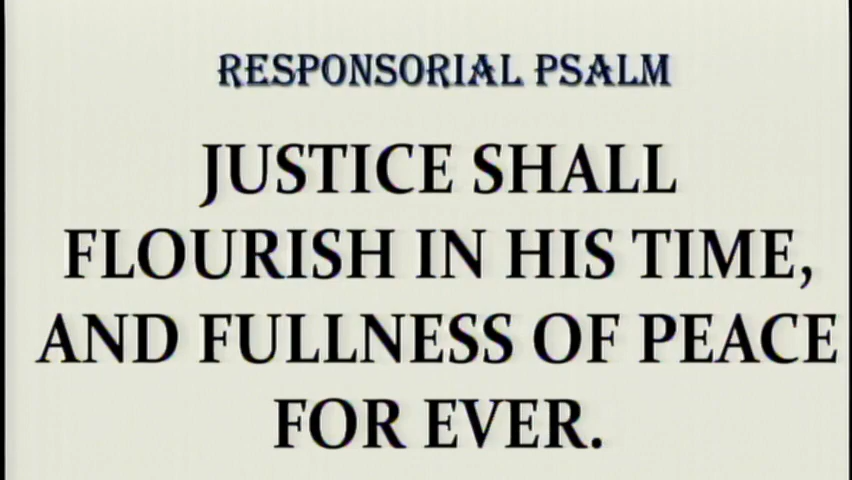 RESPONSORIAL PSALM
JUSTICE SHALL
FLOURISH IN HIS TIME,
AND FULLNESS OF PEACE
FOR EVER.